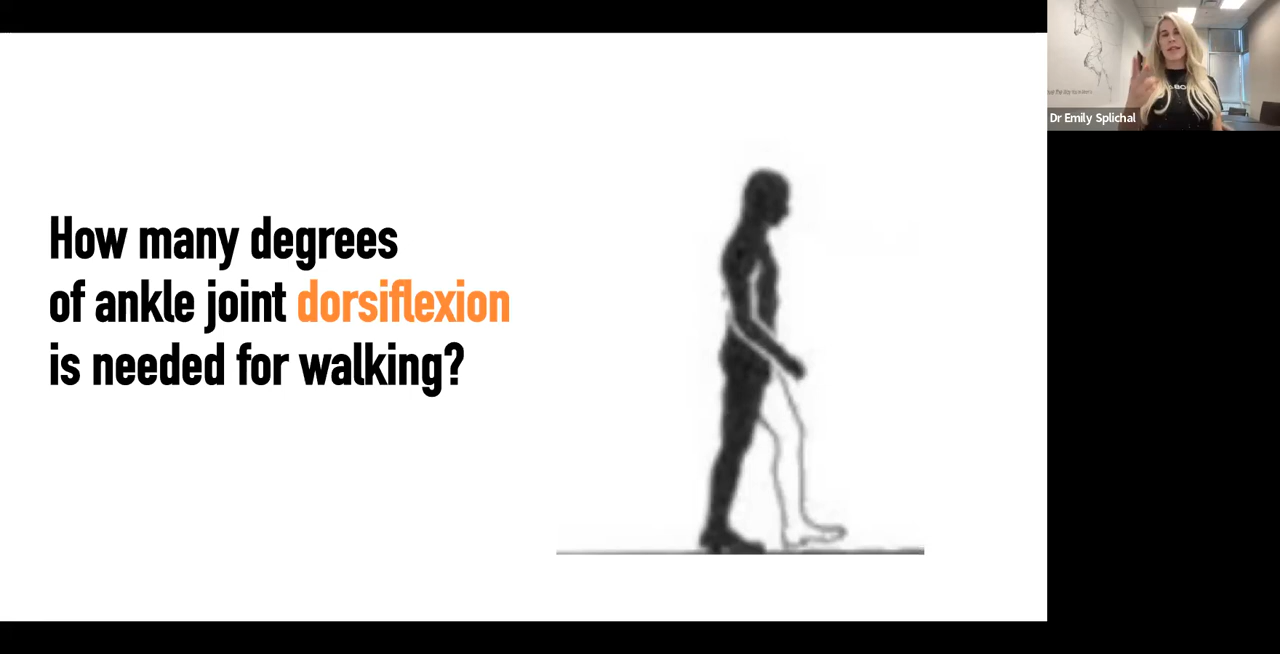 How many degrees
of ankle joint dorsiflexion
is needed for walking?
Dr Emily Splichal